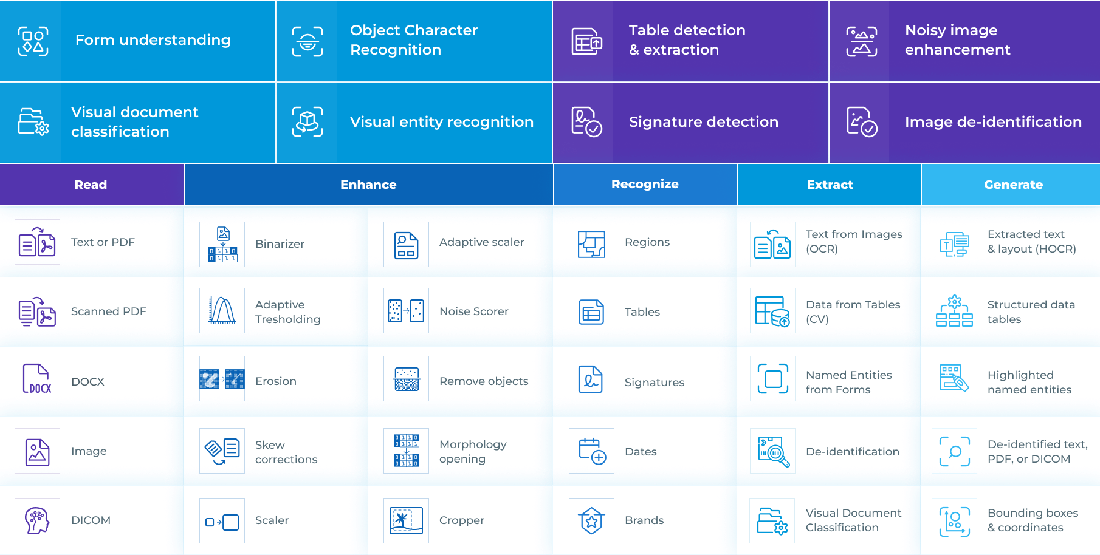 Form understanding
Object Character
Recognition
Table detection
& extraction
Noisy image
enhancement
Visual document
classification
Visual entity recognition
Signature detection
Image de-identification
Read
Enhance
Recognize
Extract
Generate
Text or PDF
Binarizer
Adaptive scaler
Regions
Text from Images
(OCR)
Extracted text
& layout (HOCR)
Scanned PDF
Adaptive
Tresholding
Noise Scorer
Tables
Data from Tables
(CV)
Structured data
tables
DOCX
DOCX
Erosion
Remove objects
Signatures
Named Entities
from Forms
Highlighted
named entities
Image
Skew
corrections
Morphology
opening
Dates
De-identification
De-identified text,
PDF, or DICOM
DICOM
Scaler
Cropper
Brands
Visual Document
Classification
Bounding boxes
& coordinates